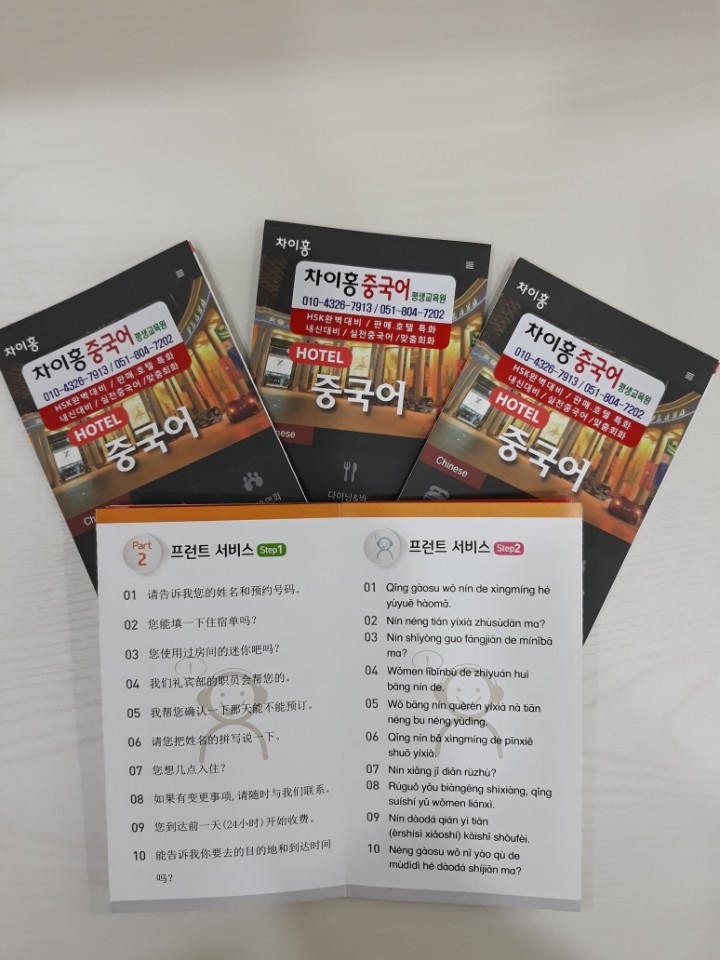 차이홍
차이홍중국어 평생교육원
010-4326-7913 / 051-804-7202
HSK완벽대비 / 판매.호텔 특화
내신대비 / 실전중국어 / 맞춤회화
HOTEL
중국어
차이홍
차이홍중국어 평생교육원
010-4326-7913 / 051-804-7202
HSK완벽대비 / 판매.호텔 특화
내신대비 / 실전중국어 / 맞춤회화
HOTEL
중국어
다이닝&바
차이홍
차이홍중국어 평생교육원
010-4326-7913 / 051-804-7202
HSK완벽대비 / 판매.호텔 특화
내신대비 / 실전중국어 / 맞춤회화
HOTEL
중국어
Chinese
Part 2 프런트 서비스 Step1
01 请告诉我您的姓名和预约号码。
02 您能填一下住宿单吗?
03 您使用过房间的迷你吧吗?
04 我们礼宾部的职员会帮您的。
05 我帮您确认一下那天能不能预订。
06 请您把姓名的拼写说一下。
07 您想几点入住?
08 如果有变更事项,请随时与我们联系。
09 您到达前一天(24小时)开始收费。
10 能告诉我你要去的目的地和到达时间
吗?
프런트 서비스 Step2
01 Qǐng gàosu wǒ nín de xìngmíng hé
yùyuē hàomǎ.
02 Nín néng tián yíxià zhùsùdān ma?
03 Nín shǐyòng guo fángjiān de mínǐbā
ma?
04 Wǒmen lǐbīnbù de zhíyuán huì
bāng nín de.
05 Wǒ bāng nín quèrèn yíxià nà tiān
néng bu néng yùdìng.
06 Qǐng nín bǎ xìngmíng de pīnxiě
shuō yíxià.
07 Nín xiǎng jǐ diǎn rùzhù?
08 Rúguǒ yǒu biàngēng shìxiàng, qǐng
suíshí yǔ wǒmen liánxì.
09 Nín dàodá qián yì tiān
(èrshísì xiǎoshí) kāishǐ shōufèi.
10 Néng gàosu wǒ nǐ yào qù de
mùdìdì hé dàodá shíjiān ma?